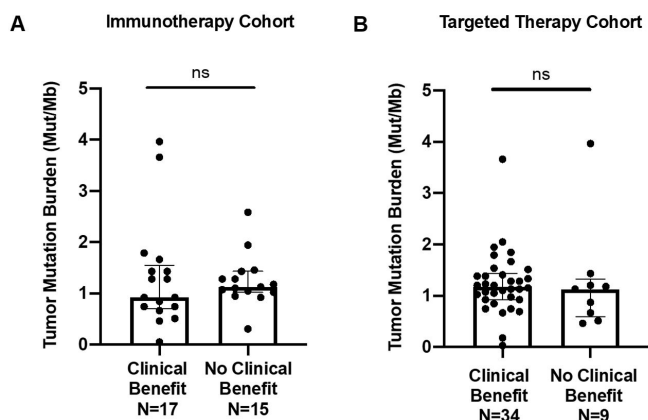 A
Immunotherapy Cohort
Tumor Mutation Burden (Mut/Mb)
5
4
3
2
1
0
ns
Clinical
Benefit
N=17
No Clinical
Benefit
N=15
B
Targeted Therapy Cohort
Tumor Mutation Burden (Mut/Mb)
5
4
3
2
1
0
ns
Clinical
Benefit
N=34
No Clinical
Benefit
N=9